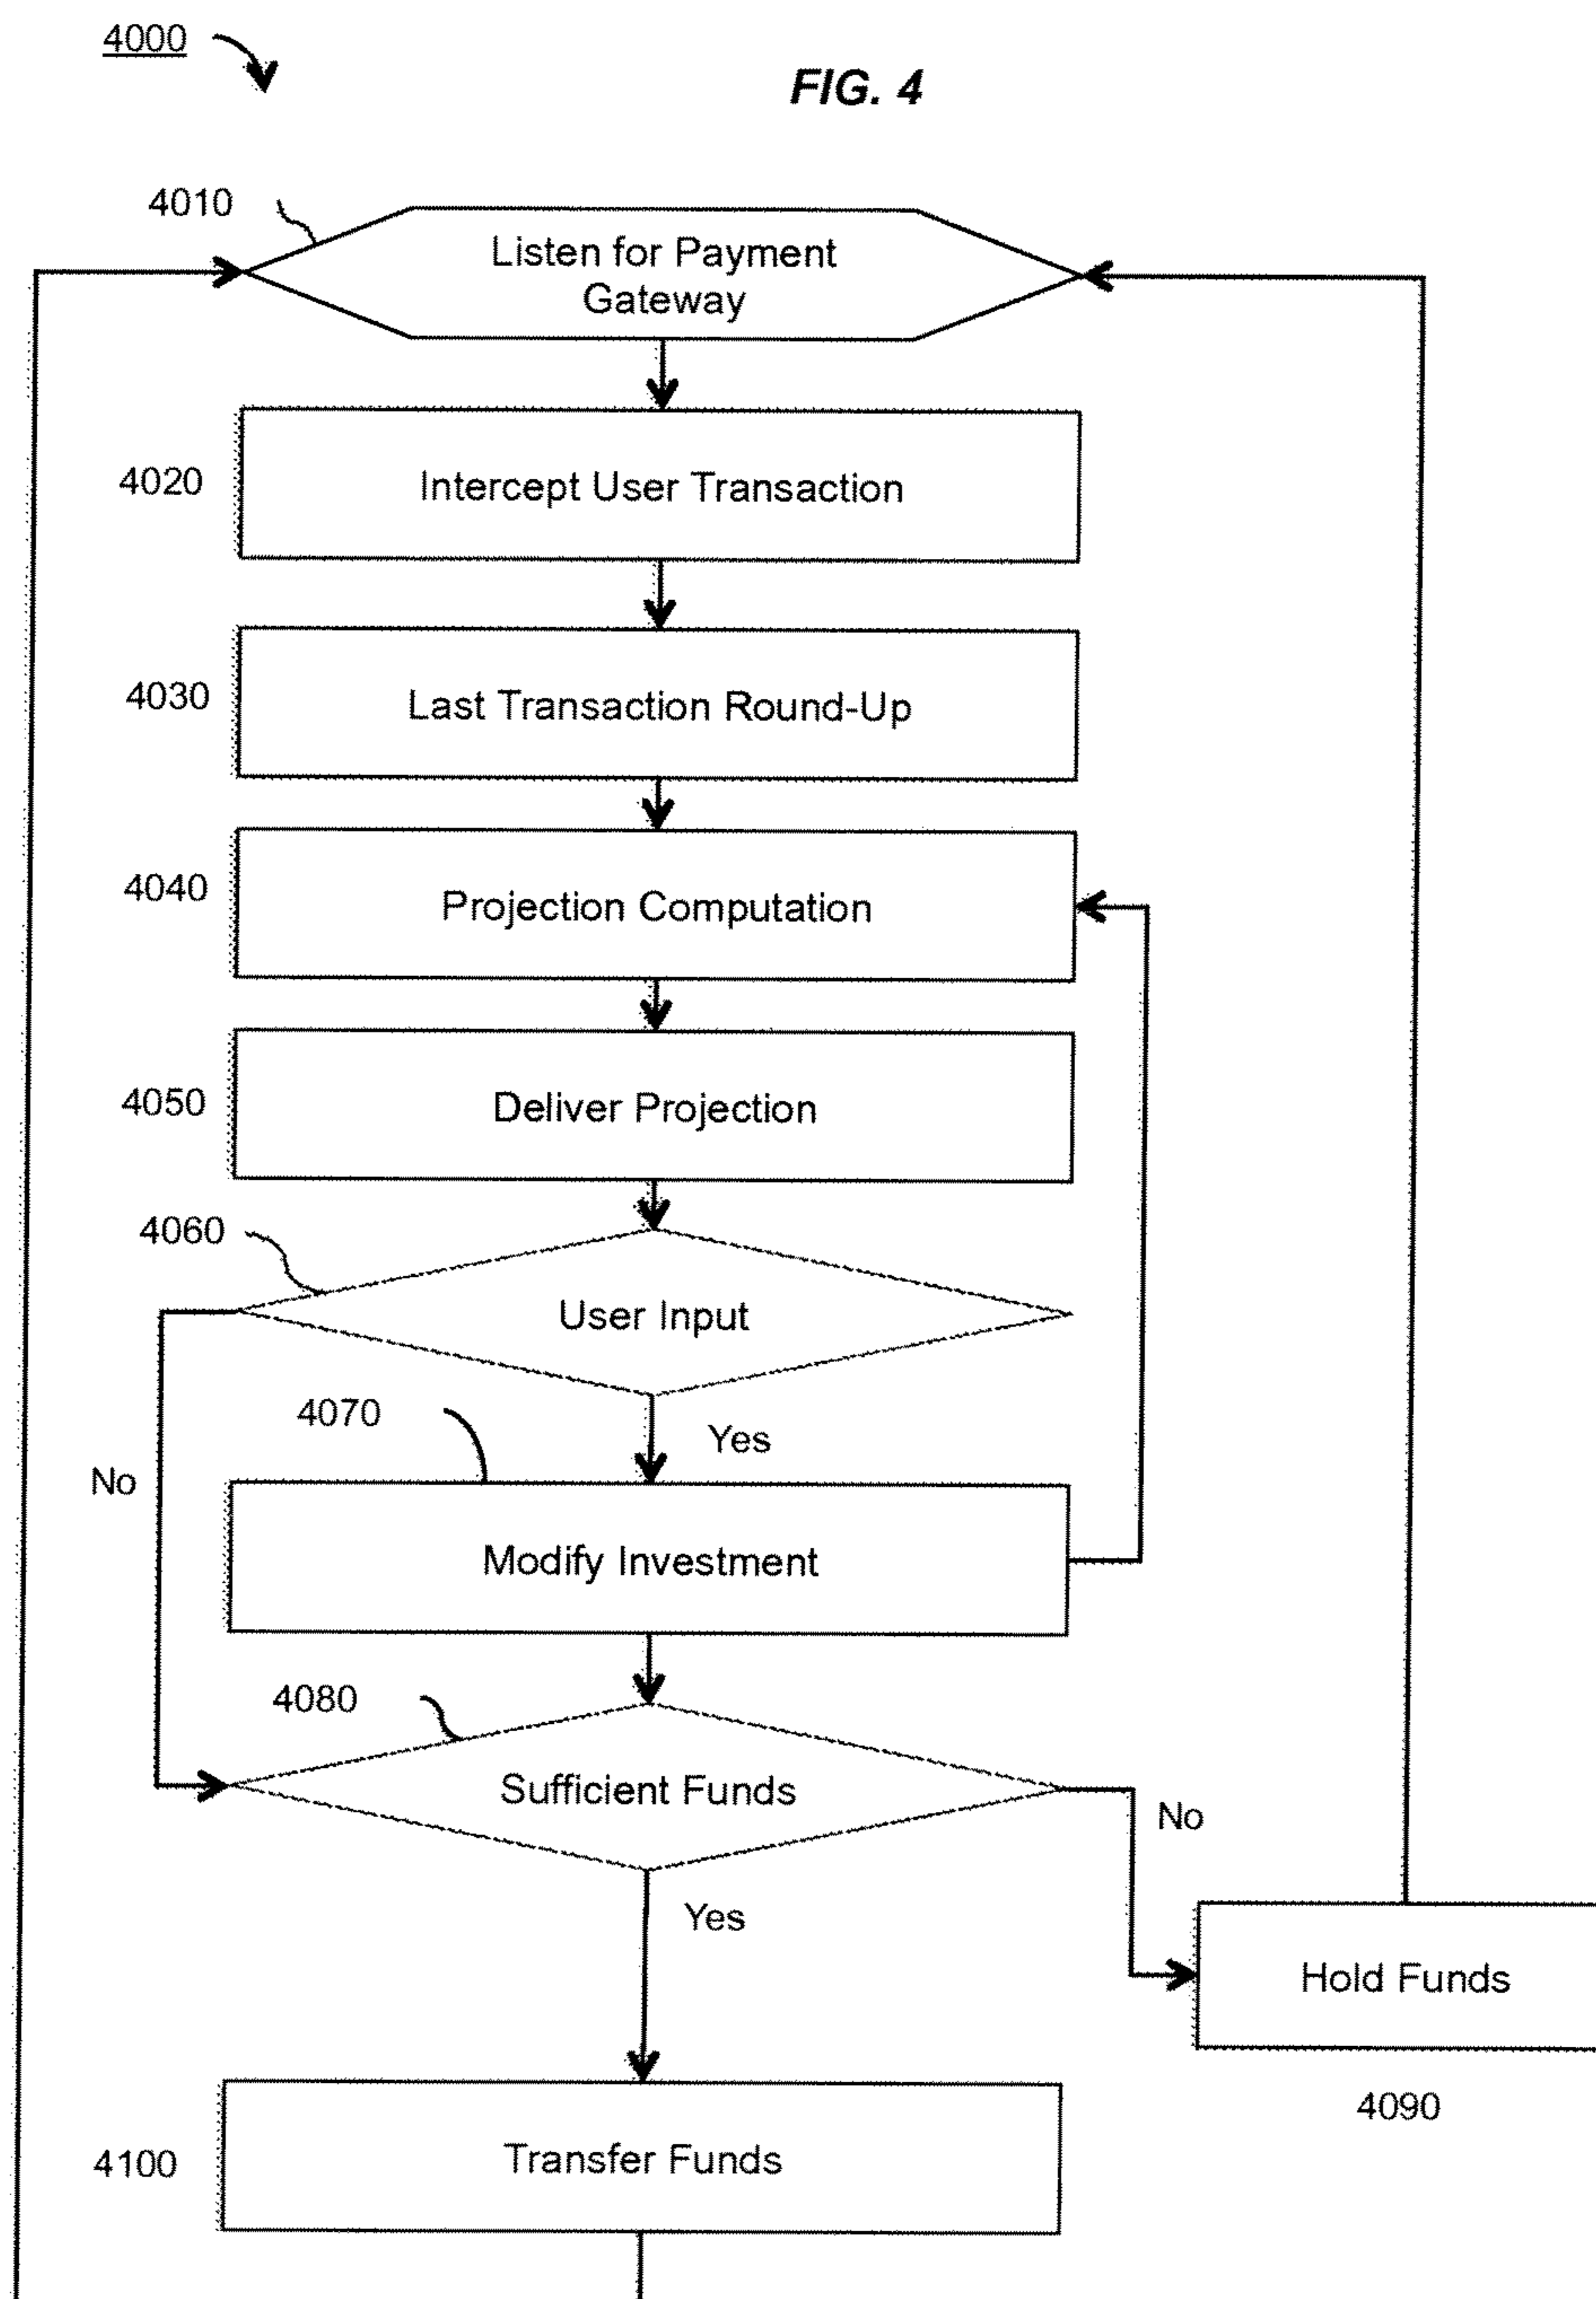 4000
FIG. 4
4010
Listen for Payment
Gateway
4020
Intercept User Transaction
4030
Last Transaction Round-Up
4040
Projection Computation
4050
Deliver Projection
4060
User Input
4070
Yes
No
Modify Investment
4080
Sufficient Funds
No
Yes
Hold Funds
4090
4100
Transfer Funds